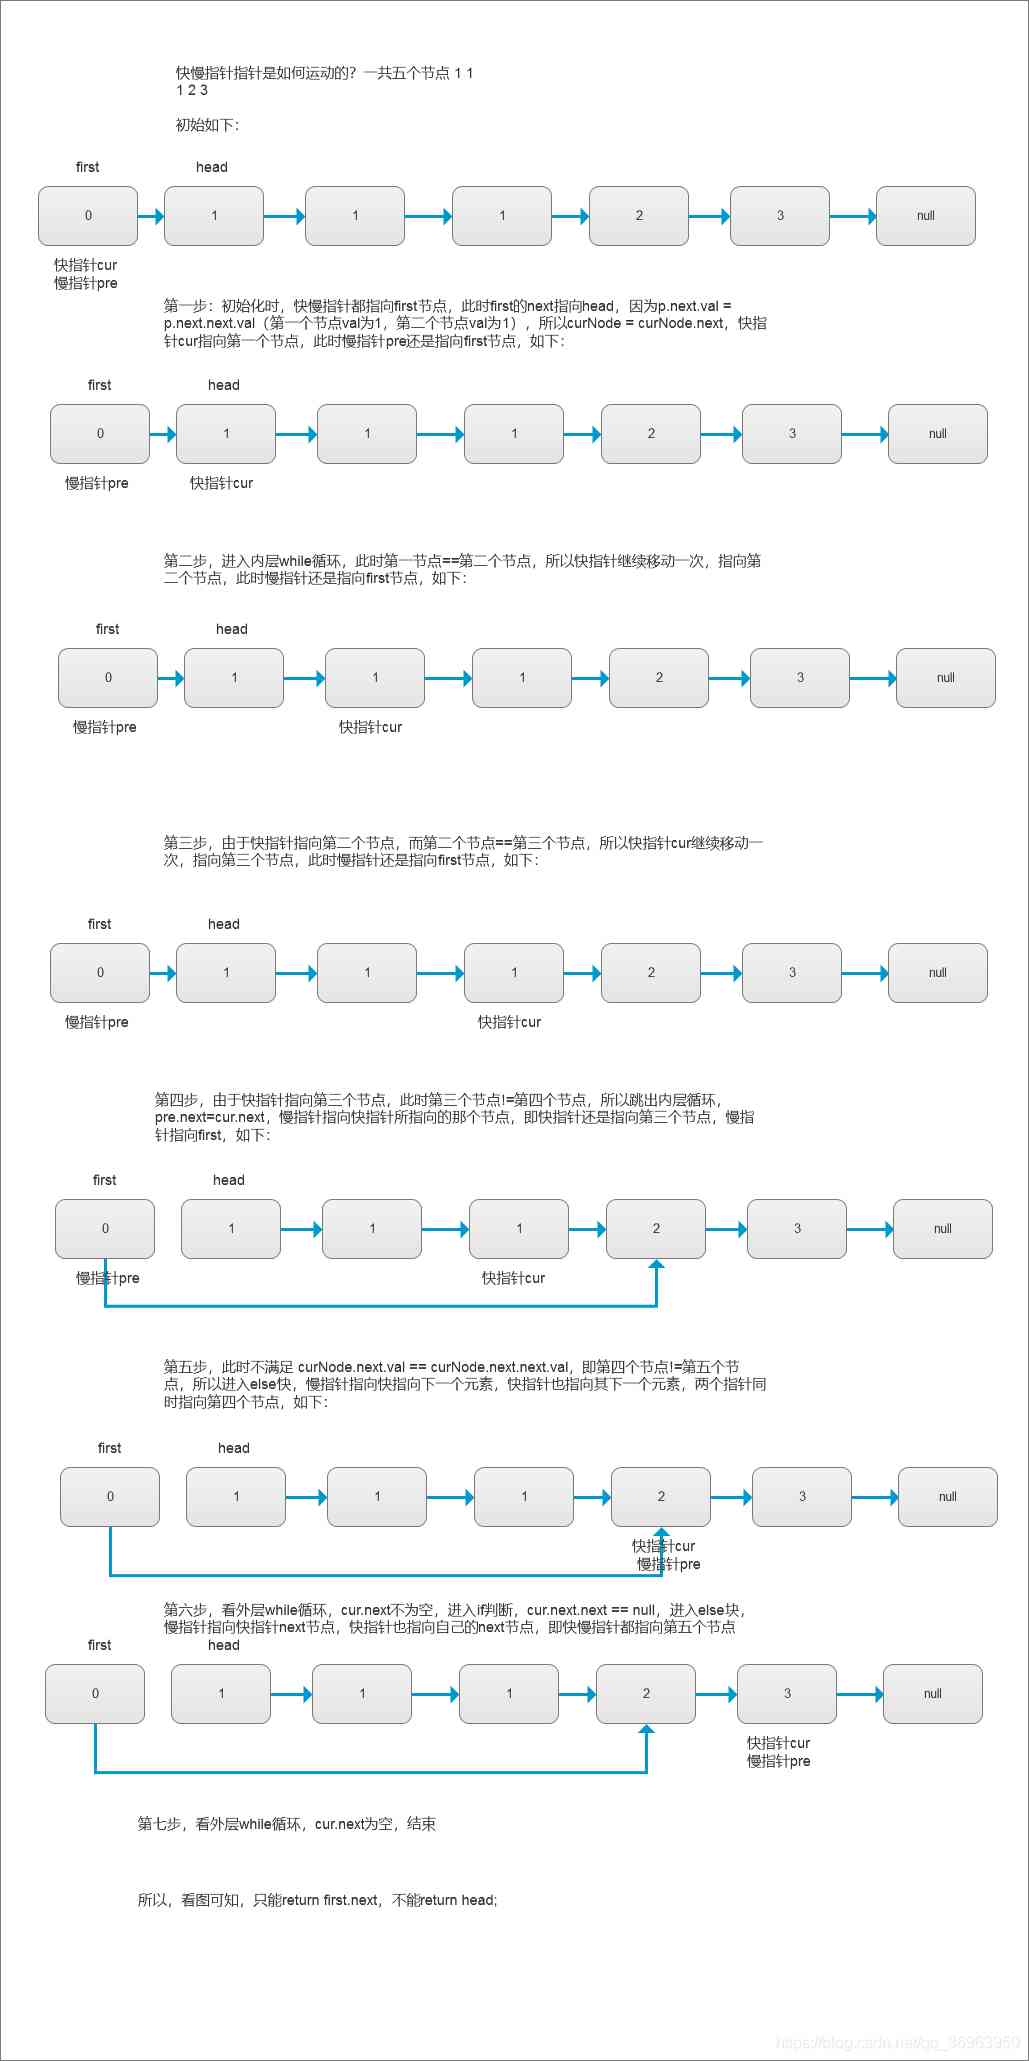 快慢指针指针是如何运动的？一共五个节点 1 1
1 2 3
初始如下：
first head
0 1 1 1 2 3 null
快指针cur
慢指针pre
第一步：初始化时，快慢指针都指向first节点，此时first的next指向head，因为p.next.val =
p.next.next.val（第一个节点val为1，第二个节点val为1），所以curNode = curNode.next，快指
针cur指向第一个节点，此时慢指针pre还是指向first节点，如下：
first head
0 1 1 1 2 3 null
慢指针pre 快指针cur
第二步，进入内层while循环，此时第一节点==第二个节点，所以快指针继续移动一次，指向第
二个节点，此时慢指针还是指向first节点，如下：
first head
0 1 1 1 2 3 null
慢指针pre 快指针cur
第三步，由于快指针指向第二个节点，而第二个节点==第三个节点，所以快指针cur继续移动一
次，指向第三个节点，此时慢指针还是指向first节点，如下：
first head
0 1 1 1 2 3 null
慢指针pre 快指针cur
第四步，由于快指针指向第三个节点，此时第三个节点!=第四个节点，所以跳出内层循环，
pre.next=cur.next，慢指针指向快指针所指向的那个节点，即快指针还是指向第三个节点，慢指
针指向first，如下：
first head
0 1 1 1 2 3 null
慢指针pre 快指针cur
第五步，此时不满足 curNode.next.val == curNode.next.next.val，即第四个节点!=第五个节
点，所以进入else快，慢指针指向快指向下一个元素，快指针也指向其下一个元素，两个指针同
时指向第四个节点，如下：
first head
0 1 1 1 2 3 null
快指针cur
慢指针pre
第六步，看外层while循环，cur.next不为空，进入if判断，cur.next.next == null，进入else块，
慢指针指向快指针next节点，快指针也指向自己的next节点，即快慢指针都指向第五个节点
first head
0 1 1 1 2 3 null
快指针cur
慢指针pre
第七步，看外层while循环，cur.next为空，结束
所以，看图可知，只能return first.next，不能return head;
https://blog.csdn.net/qq_36963950